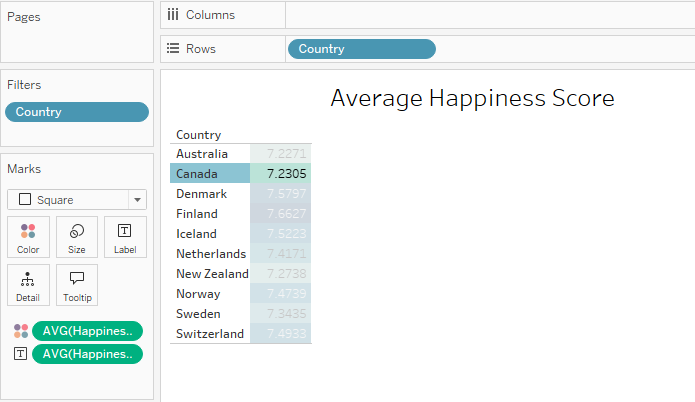 Pages
Columns
Rows
Country
Filters
Country
Marks
Square
Color
Size
Label
Detail
Tooltip
AVG(Happines..
AVG(Happines..
Average Happiness Score
Country
Australia 7.2271
Canada 7.2305
Denmark 7.5797
Finland 7.6627
Iceland 7.5223
Netherlands 7.4171
New Zealand 7.2738
Norway 7.4739
Sweden 7.3435
Switzerland 7.4533